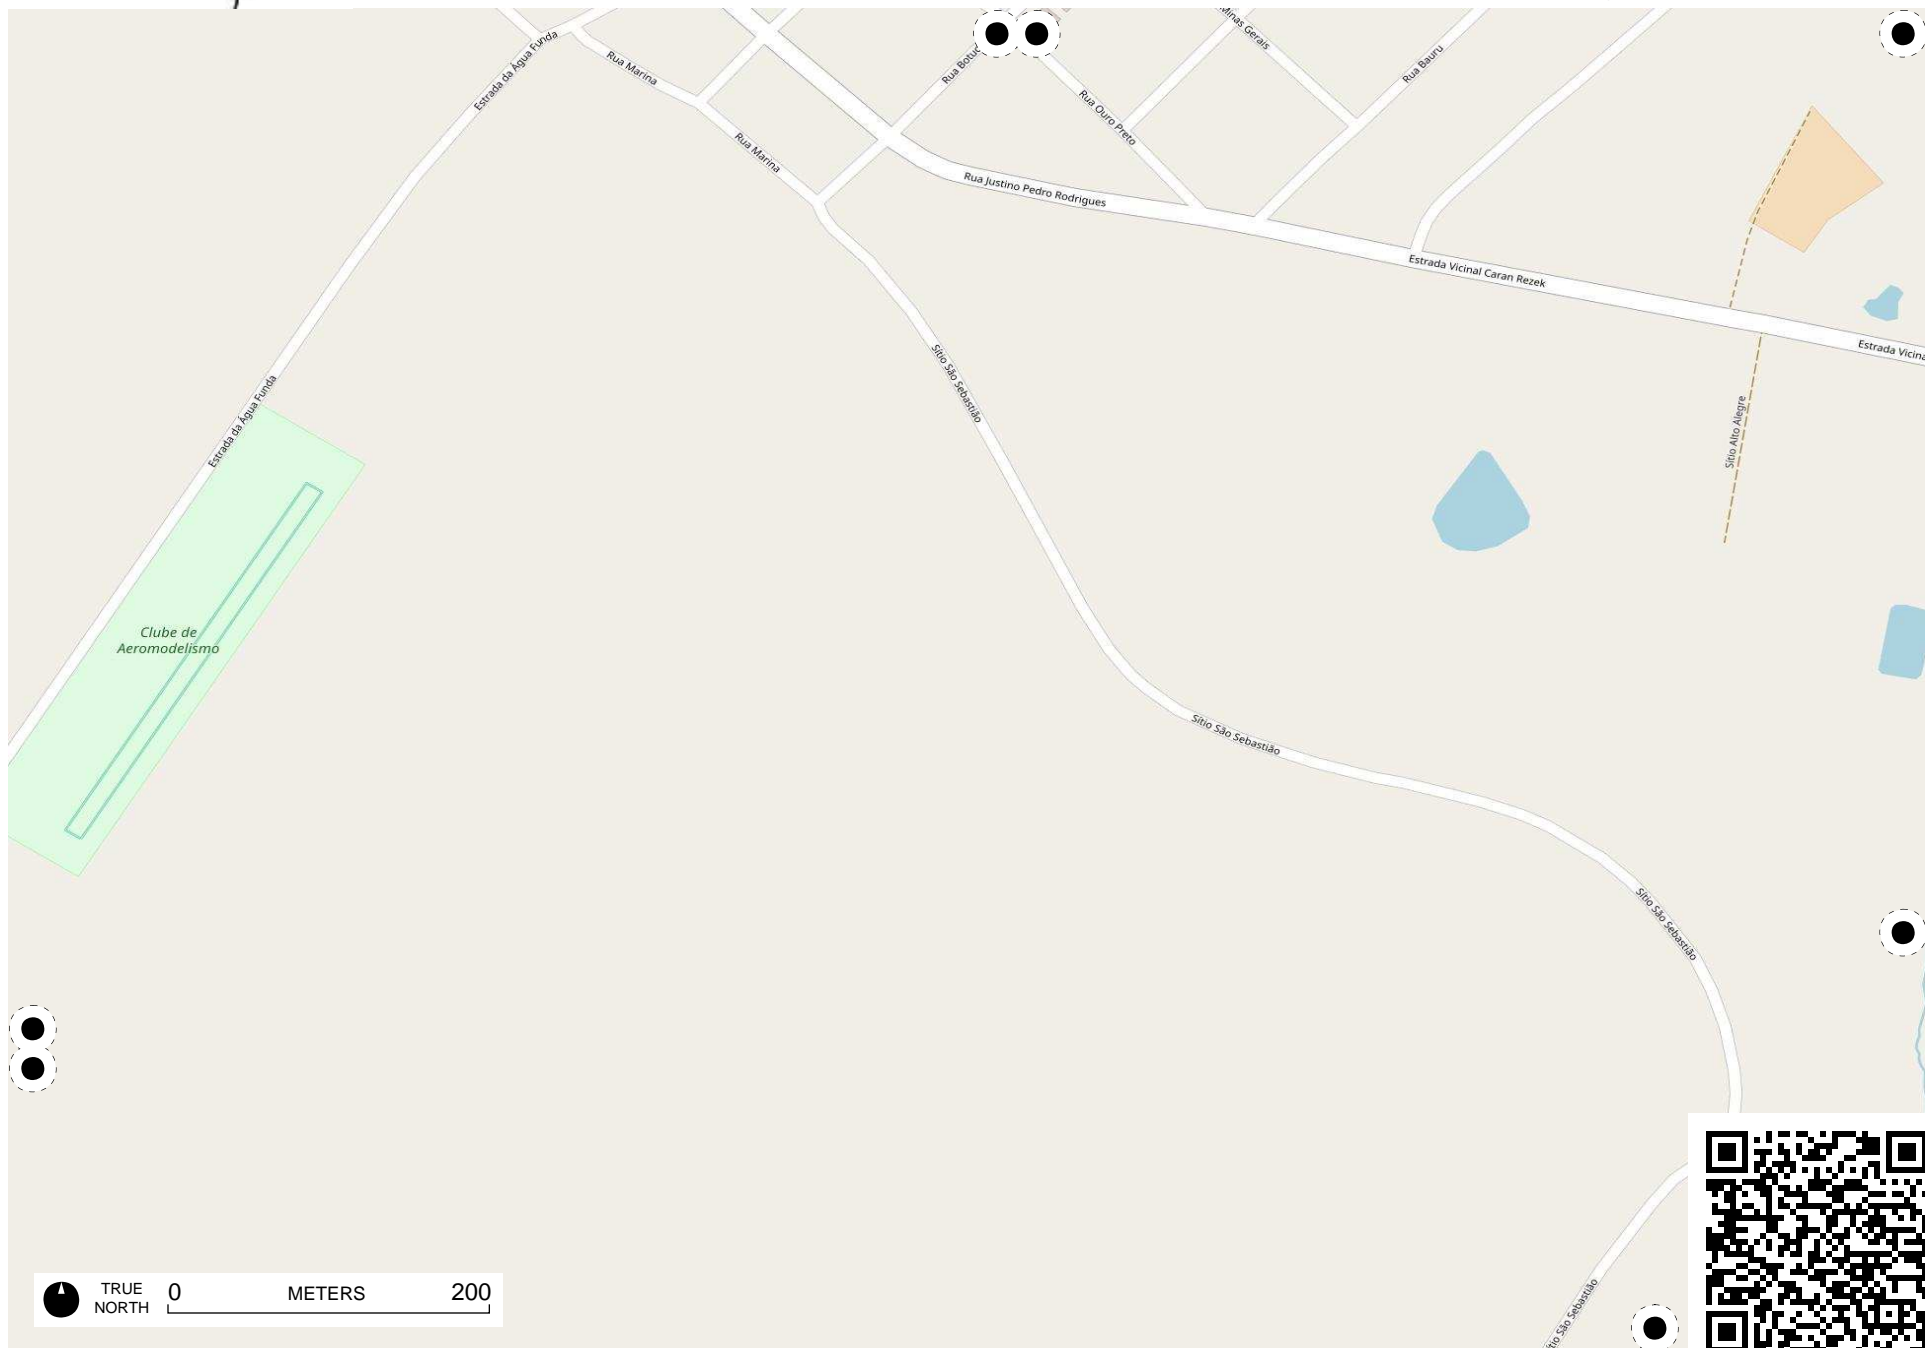 Minas Gerais
Estrada da Água Funda
Rua Marina
Rua Bauru
Rua Ouro Preto
Rua Marina
Rua Justino Pedro Rodrigues
Estrada Vicinal Caran Rezek
Estrada
Sítio São Sebastião
Estrada da Água Funda
Sítio Alto Alegre
Clube de
Aeromodelismo
Sítio São Sebastião
Sítio São Sebastião
São Sebastião
TRUE
NORTH
0 METERS 200